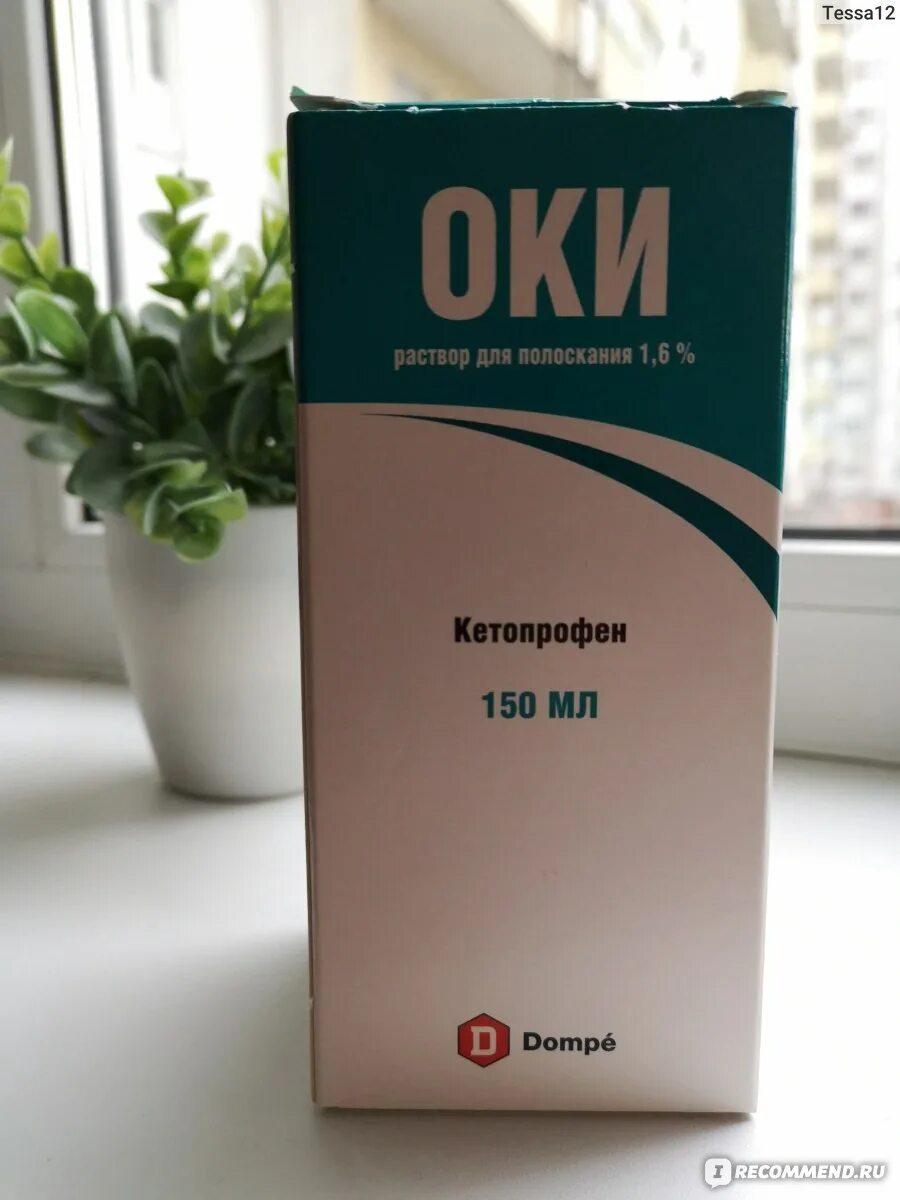 Tessa12
ОКИ
раствор для полоскания 1,6 %
Кетопрофен
150 МЛ
D Dompé
I RECOMMEND.RU